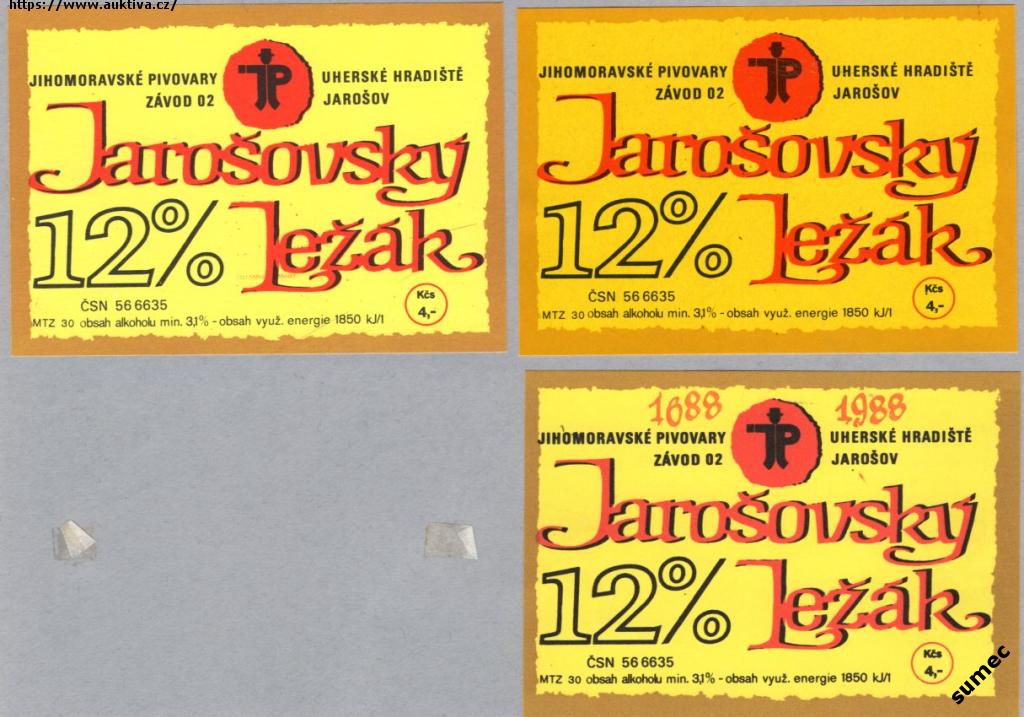 https://www.auktiva.cz/
JIHOMORAVSKÉ PIVOVARY
ZÁVOD 02
JP
UHERSKÉ HRADIŠTĚ
JAROŠOV
Jarošovský
12% Ležák
ČSN 56 6635
Kčs
4,-
MTZ 30 obsah alkoholu min. 3,1% - obsah využ. energie 1850 kJ/l
JIHOMORAVSKÉ PIVOVARY
ZÁVOD 02
JP
UHERSKÉ HRADIŠTĚ
JAROŠOV
Jarošovský
12% Ležák
ČSN 56 6635
Kčs
4,-
MTZ 30 obsah alkoholu min. 3,1% - obsah využ. energie 1850 kJ/l
1688 1988
JIHOMORAVSKÉ PIVOVARY
ZÁVOD 02
JP
UHERSKÉ HRADIŠTĚ
JAROŠOV
Jarošovský
12% Ležák
ČSN 56 6635
Kčs
4,-
MTZ 30 obsah alkoholu min. 3,1% - obsah využ. energie 1850 kJ/l
sumec